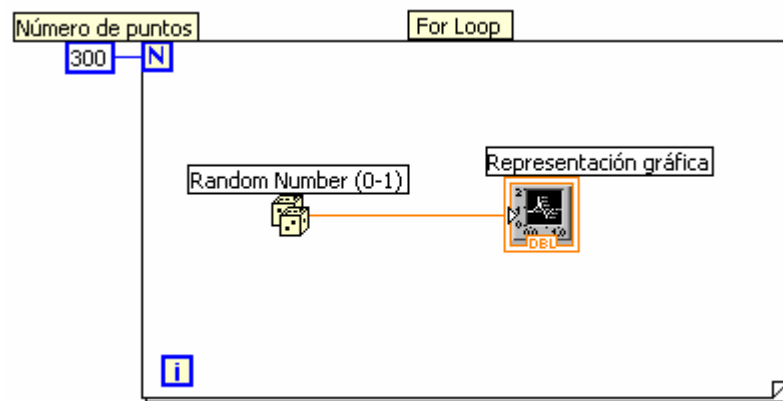 Número de puntos
For Loop
300
N
Representación gráfica
Random Number (0-1)
DBL
i